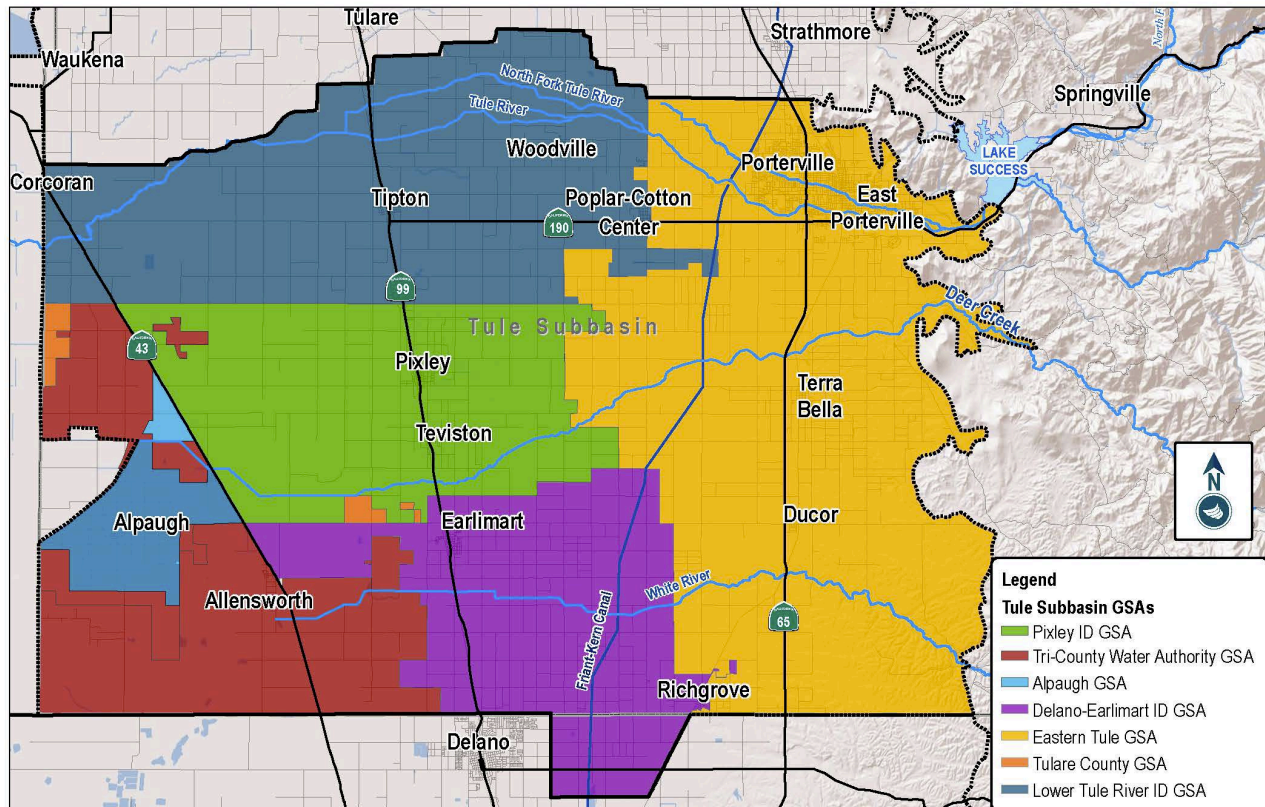 Tulare
Strathmore
Waukena
North Fork Tule River
Tule River
Springville
Woodville
Porterville
LAKE
SUCCESS
Corcoran
Tipton
Poplar-Cotton
Center
East
Porterville
190
99
Deer Creek
Tule Subbasin
43
Pixley
Terra
Bella
Teviston
N
Alpaugh
Earlimart
Ducor
White River
Allensworth
65
Friant-Kern Canal
Richgrove
Delano
Legend
Tule Subbasin GSAs
Pixley ID GSA
Tri-County Water Authority GSA
Alpaugh GSA
Delano-Earlimart ID GSA
Eastern Tule GSA
Tulare County GSA
Lower Tule River ID GSA